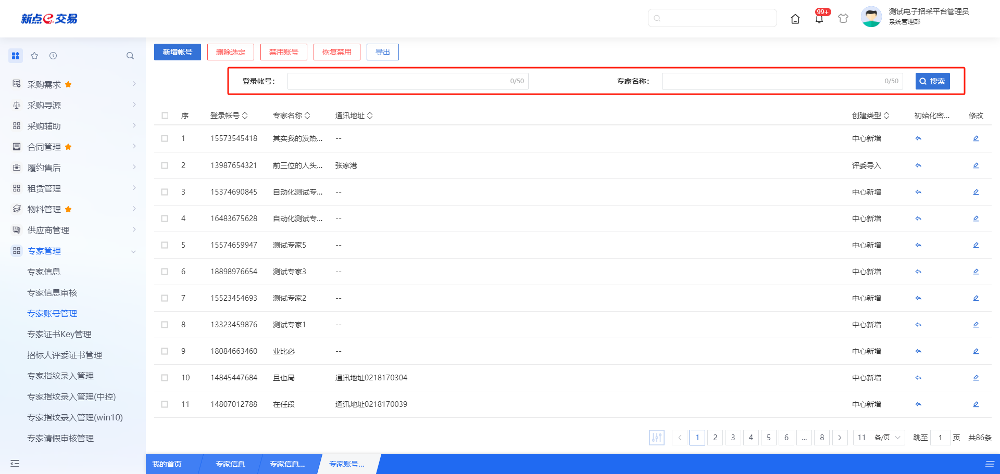 新点e交易
99+
测试电子招采平台管理员
系统管理部
采购需求
采购寻源
采购辅助
合同管理
履约售后
租赁管理
物料管理
供应商管理
专家管理
专家信息
专家信息审核
专家账号管理
专家证书Key管理
招标人评委证书管理
专家指纹录入管理
专家指纹录入管理(中控)
专家指纹录入管理(win10)
专家请假审核管理
新增帐号 删除选定 禁用账号 恢复禁用 导出
登录帐号： 0/50 专家名称： 0/50 搜索
序 登录帐号 专家名称 通讯地址 创建类型 初始化密... 修改
1 15573545418 其实我的发热... -- 中心新增
2 13987654321 前三位的人头... 张家港 评委导入
3 15374690845 自动化测试专... -- 中心新增
4 16483675628 自动化测试专... -- 中心新增
5 15574659947 测试专家5 -- 中心新增
6 18898976654 测试专家3 -- 中心新增
7 15523454693 测试专家2 -- 中心新增
8 13323459876 测试专家1 -- 中心新增
9 18084663460 业比必 -- 中心新增
10 14845447684 且也局 通讯地址0218170304 中心新增
11 14807012788 在任段 通讯地址0218170039 中心新增
1 2 3 4 5 6 ... 8 11 条/页 跳至 1 页 共86条
我的首页 专家信息 专家信息... 专家账号...